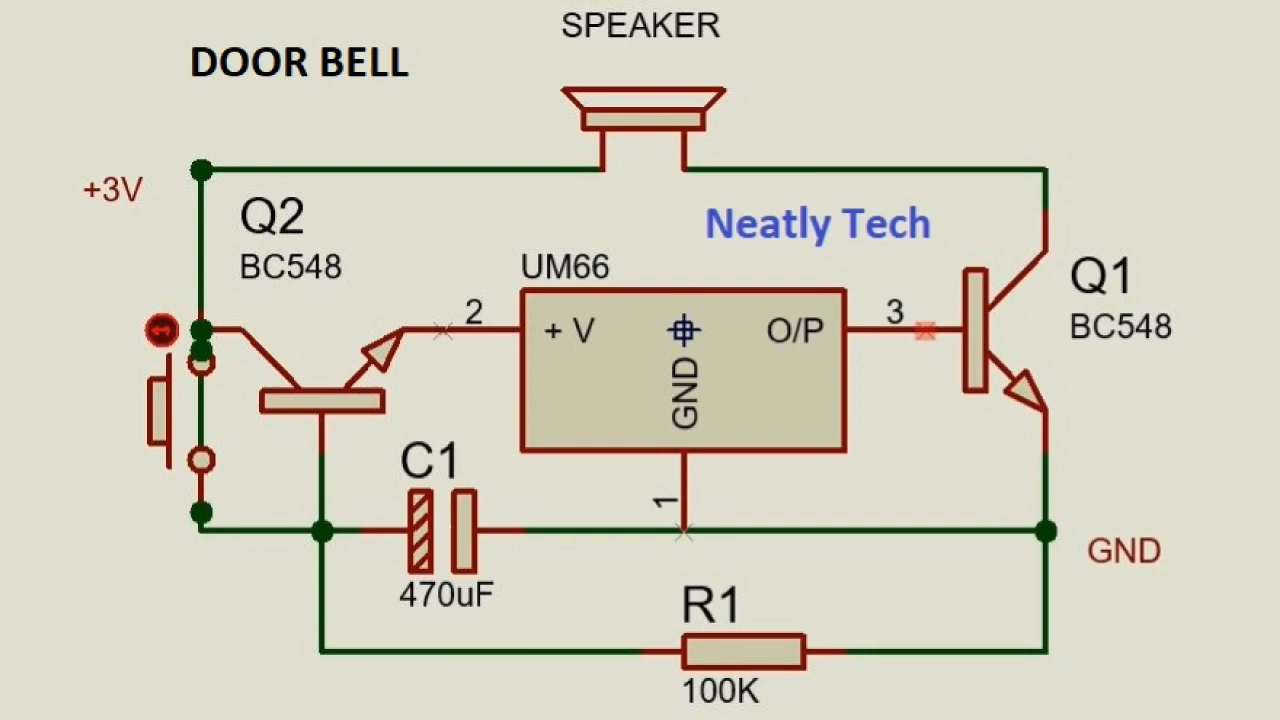 SPEAKER
DOOR BELL
+3V
Q2
BC548
Neatly Tech
UM66
Q1
BC548
2
+ V
GND
O/P
3
C1
470uF
1
GND
R1
100K